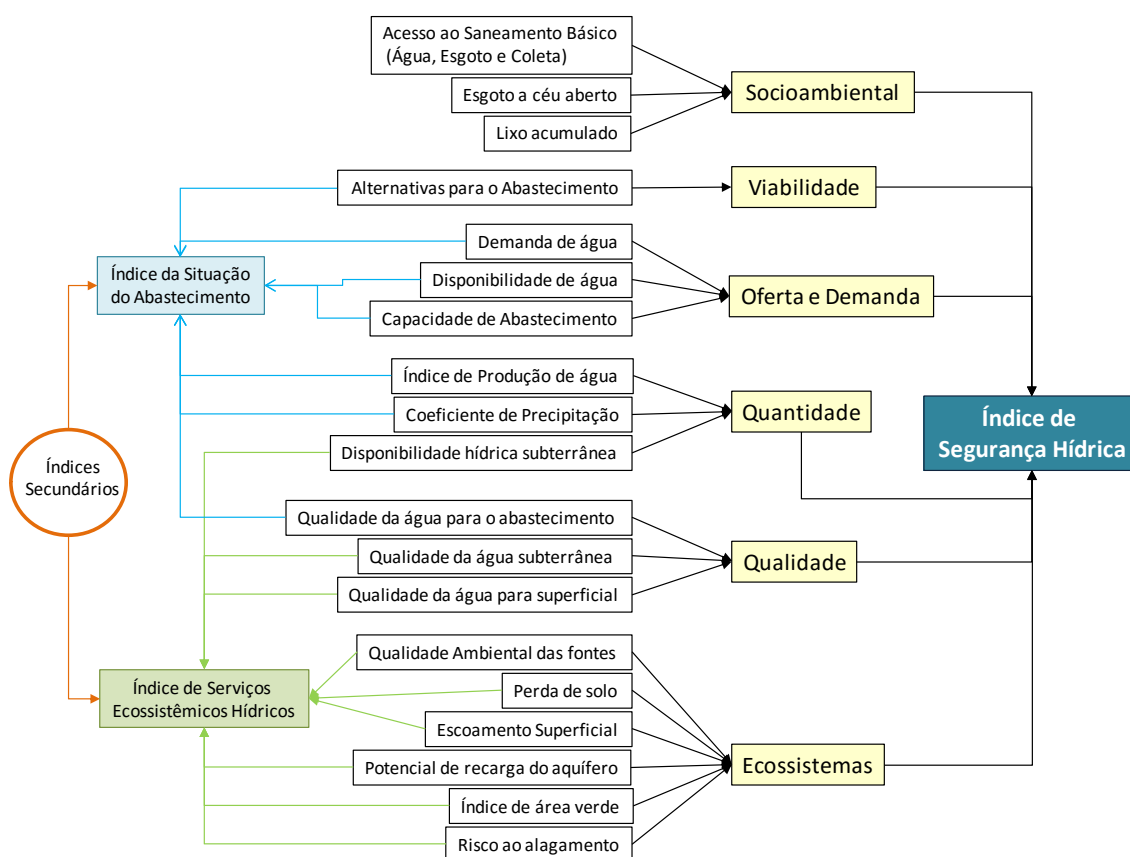 Acesso ao Saneamento Básico
(Água, Esgoto e Coleta)
Esgoto a céu aberto
Lixo acumulado
Socioambiental
Alternativas para o Abastecimento
Viabilidade
Demanda de água
Disponibilidade de água
Capacidade de Abastecimento
Oferta e Demanda
Índice da Situação
do Abastecimento
Índice de Produção de água
Coeficiente de Precipitação
Disponibilidade hídrica subterrânea
Quantidade
Índice de
Segurança Hídrica
Índices
Secundários
Qualidade da água para o abastecimento
Qualidade da água subterrânea
Qualidade da água para superficial
Qualidade
Índice de Serviços
Ecossistêmicos Hídricos
Qualidade Ambiental das fontes
Perda de solo
Escoamento Superficial
Potencial de recarga do aquífero
Índice de área verde
Risco ao alagamento
Ecossistemas